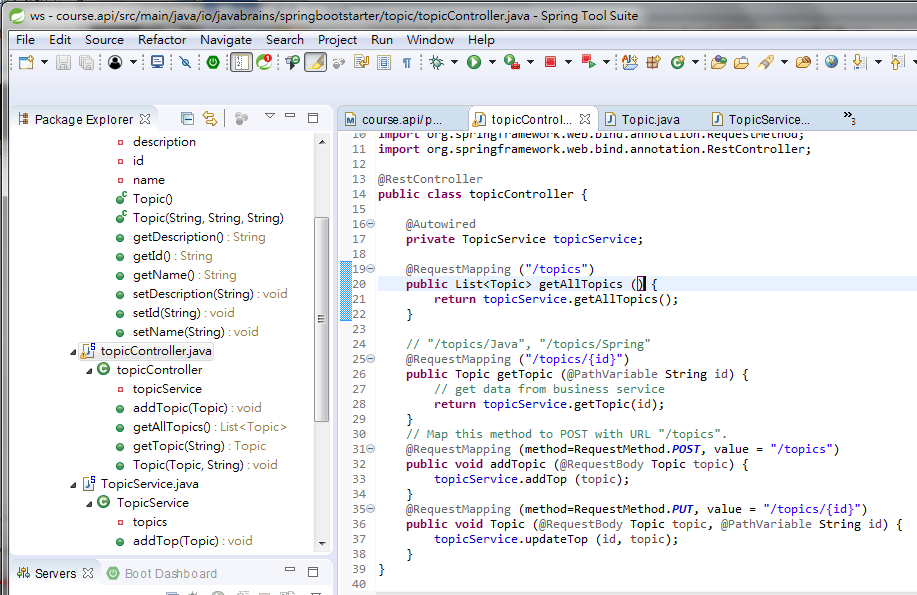 ws - course.api/src/main/java/io/javabrains/springbootstarter/topic/topicController.java - Spring Tool Suite
File Edit Source Refactor Navigate Search Project Run Window Help
Package Explorer
description
id
name
Topic()
Topic(String, String, String)
getDescription() : String
getId() : String
getName() : String
setDescription(String) : void
setId(String) : void
setName(String) : void
topicController.java
topicController
topicService
addTopic(Topic) : void
getAllTopics() : List<Topic>
getTopic(String) : Topic
Topic(Topic, String) : void
TopicService.java
TopicService
topics
addTop(Topic) : void
Servers Boot Dashboard
course.api/p... topicControl... Topic.java TopicService... »3
10 import org.springframework.web.bind.annotation.RequestMethod;
11 import org.springframework.web.bind.annotation.RestController;
12
13 @RestController
14 public class topicController {
15
16 @Autowired
17 private TopicService topicService;
18
19 @RequestMapping ("/topics")
20 public List<Topic> getAllTopics () {
21 return topicService.getAllTopics();
22 }
23
24 // "/topics/Java", "/topics/Spring"
25 @RequestMapping ("/topics/{id}")
26 public Topic getTopic (@PathVariable String id) {
27 // get data from business service
28 return topicService.getTopic(id);
29 }
30 // Map this method to POST with URL "/topics".
31 @RequestMapping (method=RequestMethod.POST, value = "/topics")
32 public void addTopic (@RequestBody Topic topic) {
33 topicService.addTop (topic);
34 }
35 @RequestMapping (method=RequestMethod.PUT, value = "/topics/{id}")
36 public void Topic (@RequestBody Topic topic, @PathVariable String id) {
37 topicService.updateTop (id, topic);
38 }
39 }
40